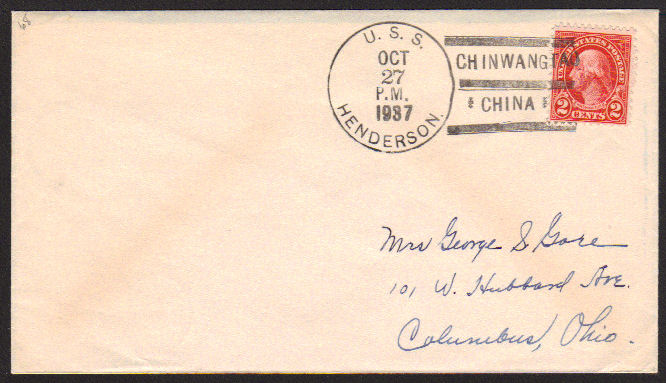 68
U. S. S.
OCT
27
P.M.
1937
HENDERSON.
CHINWANGTAO
CHINA
UNITED STATES POSTAGE
2 CENTS 2
Mrs George S Gore
101 W. Hubbard Ave.
Columbus, Ohio.